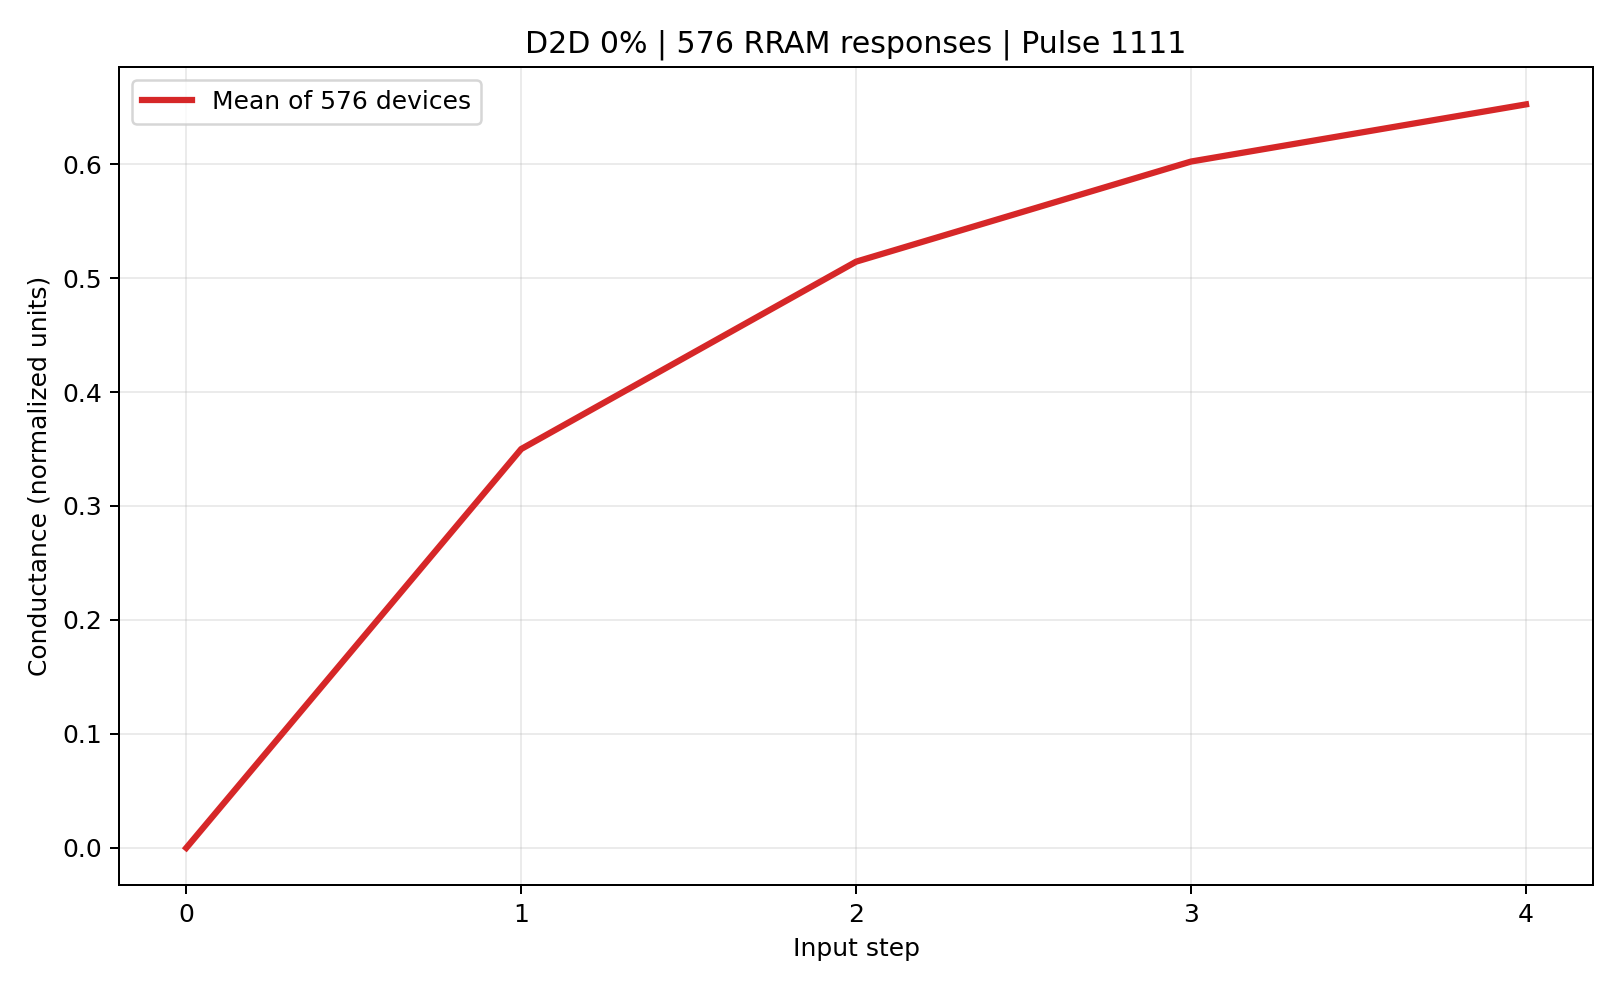 D2D 0% | 576 RRAM responses | Pulse 1111
Mean of 576 devices
Conductance (normalized units)
0.6
0.5
0.4
0.3
0.2
0.1
0.0
0 1 2 3 4
Input step